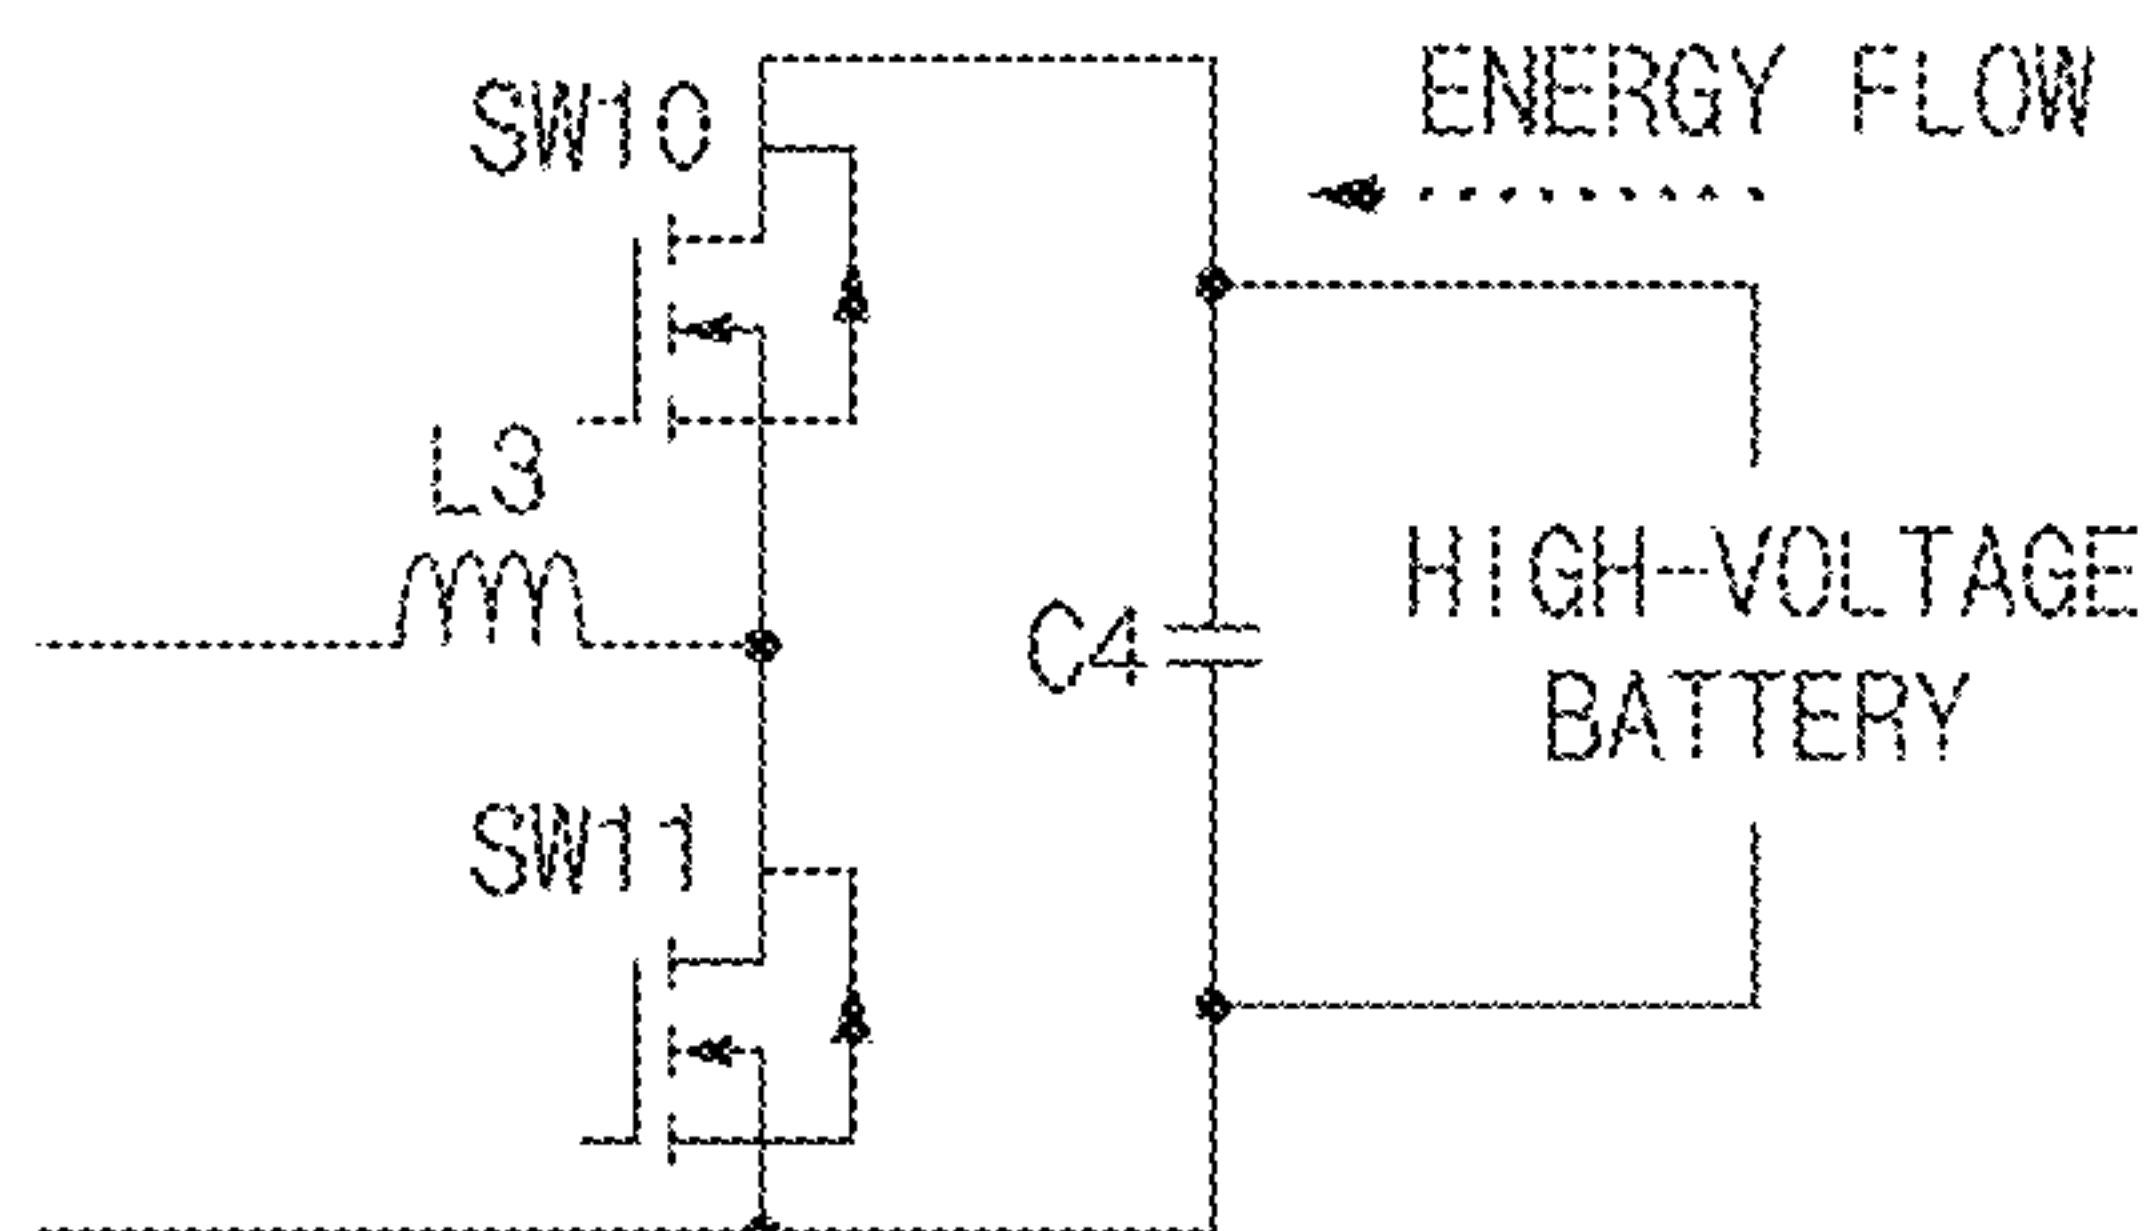 SW10
ENERGY FLOW
L3
C4
HIGH-VOLTAGE
BATTERY
SW11